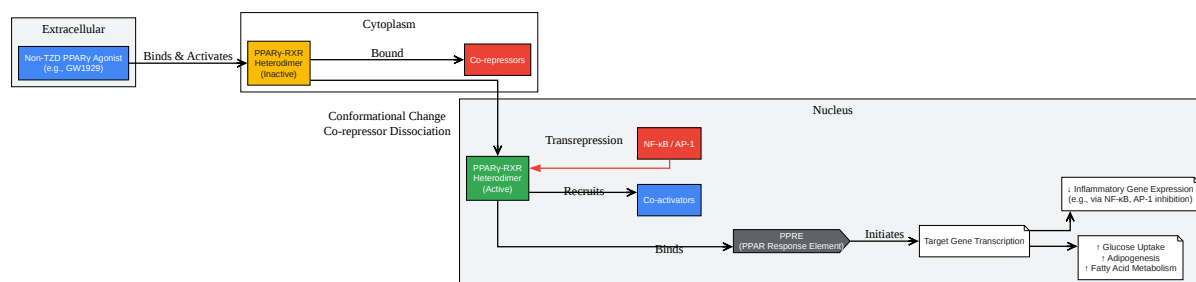 Extracellular
Non-TZD PPARγ Agonist
(e.g., GW1929)
Binds & Activates
Cytoplasm
PPARγ-RXR
Heterodimer
(Inactive)
Bound
Co-repressors
Conformational Change
Co-repressor Dissociation
Nucleus
Transrepression
NF-κB / AP-1
PPARγ-RXR
Heterodimer
(Active)
Recruits
Co-activators
Binds
PPRE
(PPAR Response Element)
Initiates
Target Gene Transcription
↓ Inflammatory Gene Expression
(e.g., via NF-κB, AP-1 inhibition)
↑ Glucose Uptake
↑ Adipogenesis
↑ Fatty Acid Metabolism